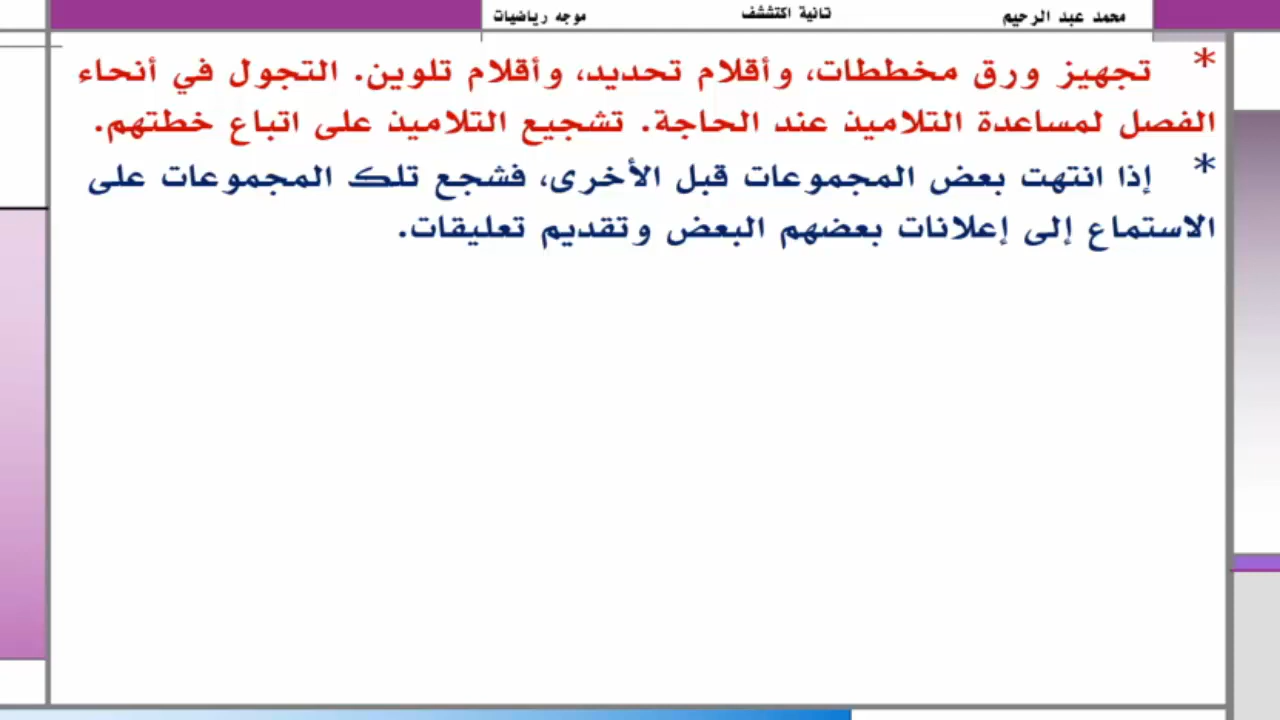 محمد عبد الرحيم تانية اكتشف موجه رياضيات
* تجهيز ورق مخططات، وأقلام تحديد، وأقلام تلوين. التجول في أنحاء
الفصل لمساعدة التلاميذ عند الحاجة. تشجيع التلاميذ على اتباع خطتهم.
* إذا انتهت بعض المجموعات قبل الأخرى، فشجع تلك المجموعات على
الاستماع إلى إعلانات بعضهم البعض وتقديم تعليقات.